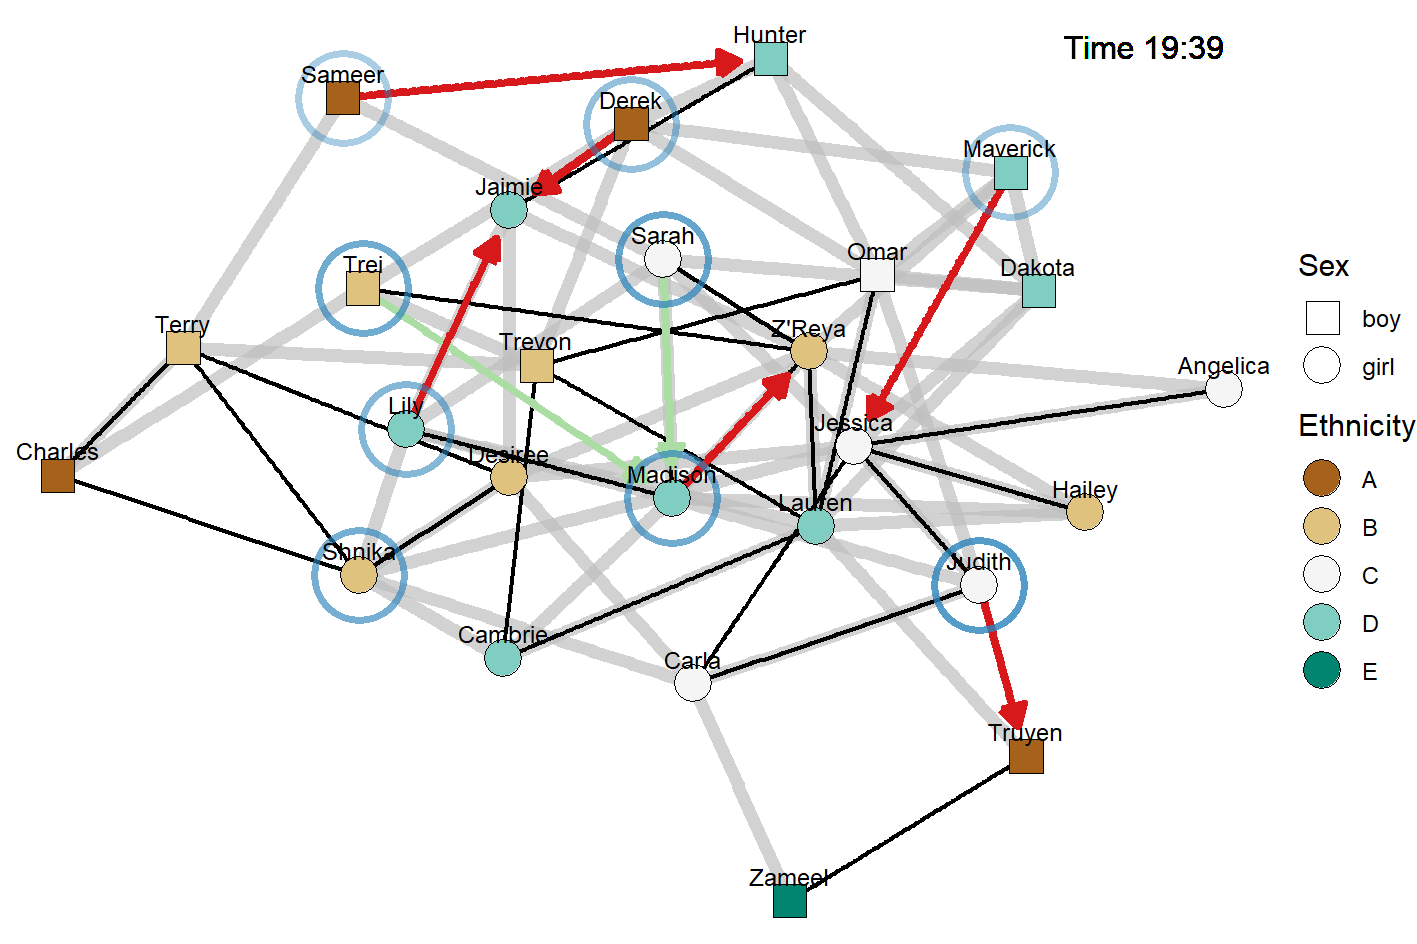 Hunter
Time 19:39
Sameer
Derek
Maverick
Jaimie
Sarah
Omar
Trei
Dakota
Sex
Terry
Trevon
Z'Reya
boy
Angelica
girl
Lily
Jessica
Ethnicity
Charles
Desiree
Madison
A
Lauren
Hailey
B
Shnika
Judith
C
Cambrie
D
Carla
E
Truyen
Zameel